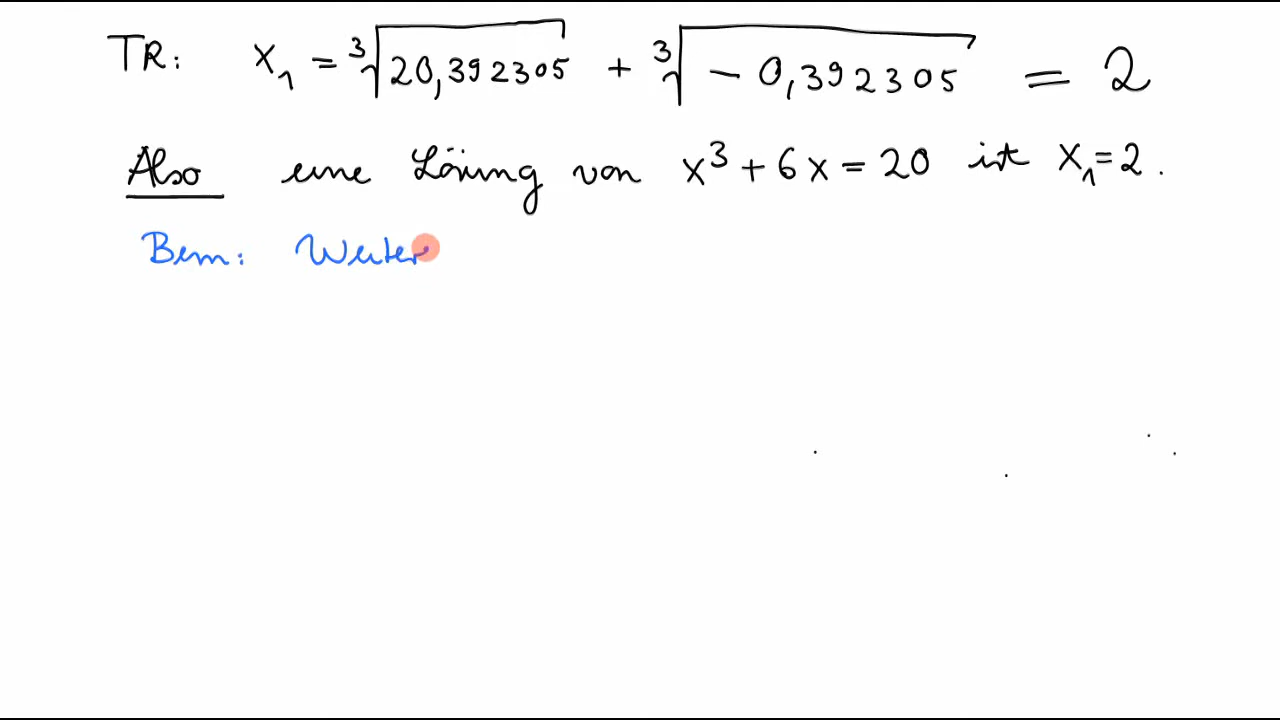 TR: x₁ = ∛20,392305 + ∛-0,392305 = 2
Also eine Lösung von x³ + 6x = 20 ist x₁ = 2.
Bem: Weiter